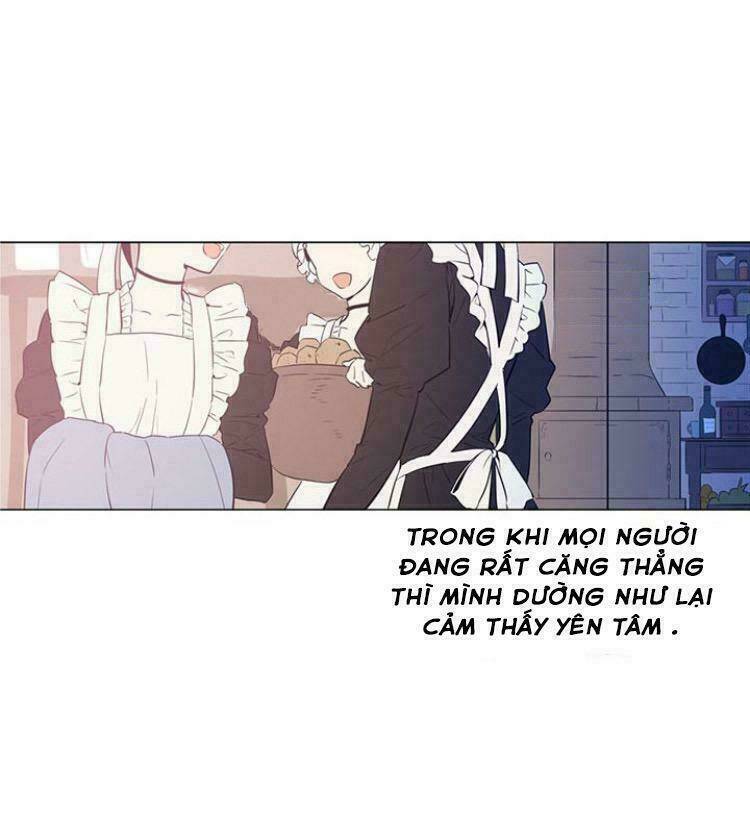 TRONG KHI MỌI NGƯỜI
ĐANG RẤT CĂNG THẲNG
THÌ MÌNH DƯỜNG NHƯ LẠI
CẢM THẤY YÊN TÂM .